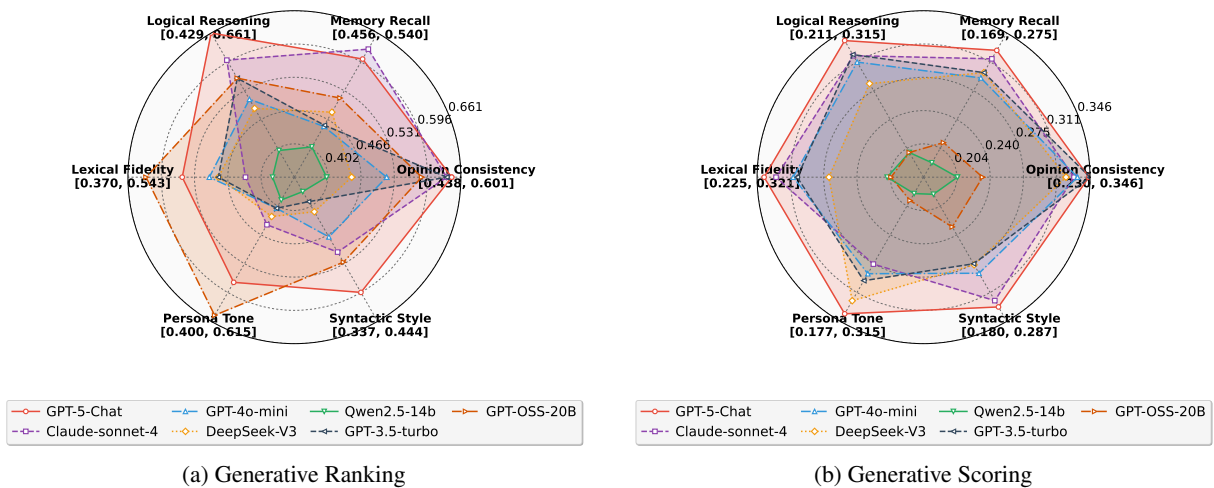 Logical Reasoning
[0.429, 0.661]
Memory Recall
[0.456, 0.540]
0.661
0.596
0.531
0.466
0.402
Lexical Fidelity
[0.370, 0.543]
Opinion Consistency
[0.438, 0.601]
Persona Tone
[0.400, 0.615]
Syntactic Style
[0.337, 0.444]
GPT-5-Chat
GPT-4o-mini
Qwen2.5-14b
GPT-OSS-20B
Claude-sonnet-4
DeepSeek-V3
GPT-3.5-turbo
(a) Generative Ranking
Logical Reasoning
[0.211, 0.315]
Memory Recall
[0.169, 0.275]
0.346
0.311
0.275
0.240
0.204
Lexical Fidelity
[0.225, 0.321]
Opinion Consistency
[0.230, 0.346]
Persona Tone
[0.177, 0.315]
Syntactic Style
[0.180, 0.287]
GPT-5-Chat
GPT-4o-mini
Qwen2.5-14b
GPT-OSS-20B
Claude-sonnet-4
DeepSeek-V3
GPT-3.5-turbo
(b) Generative Scoring